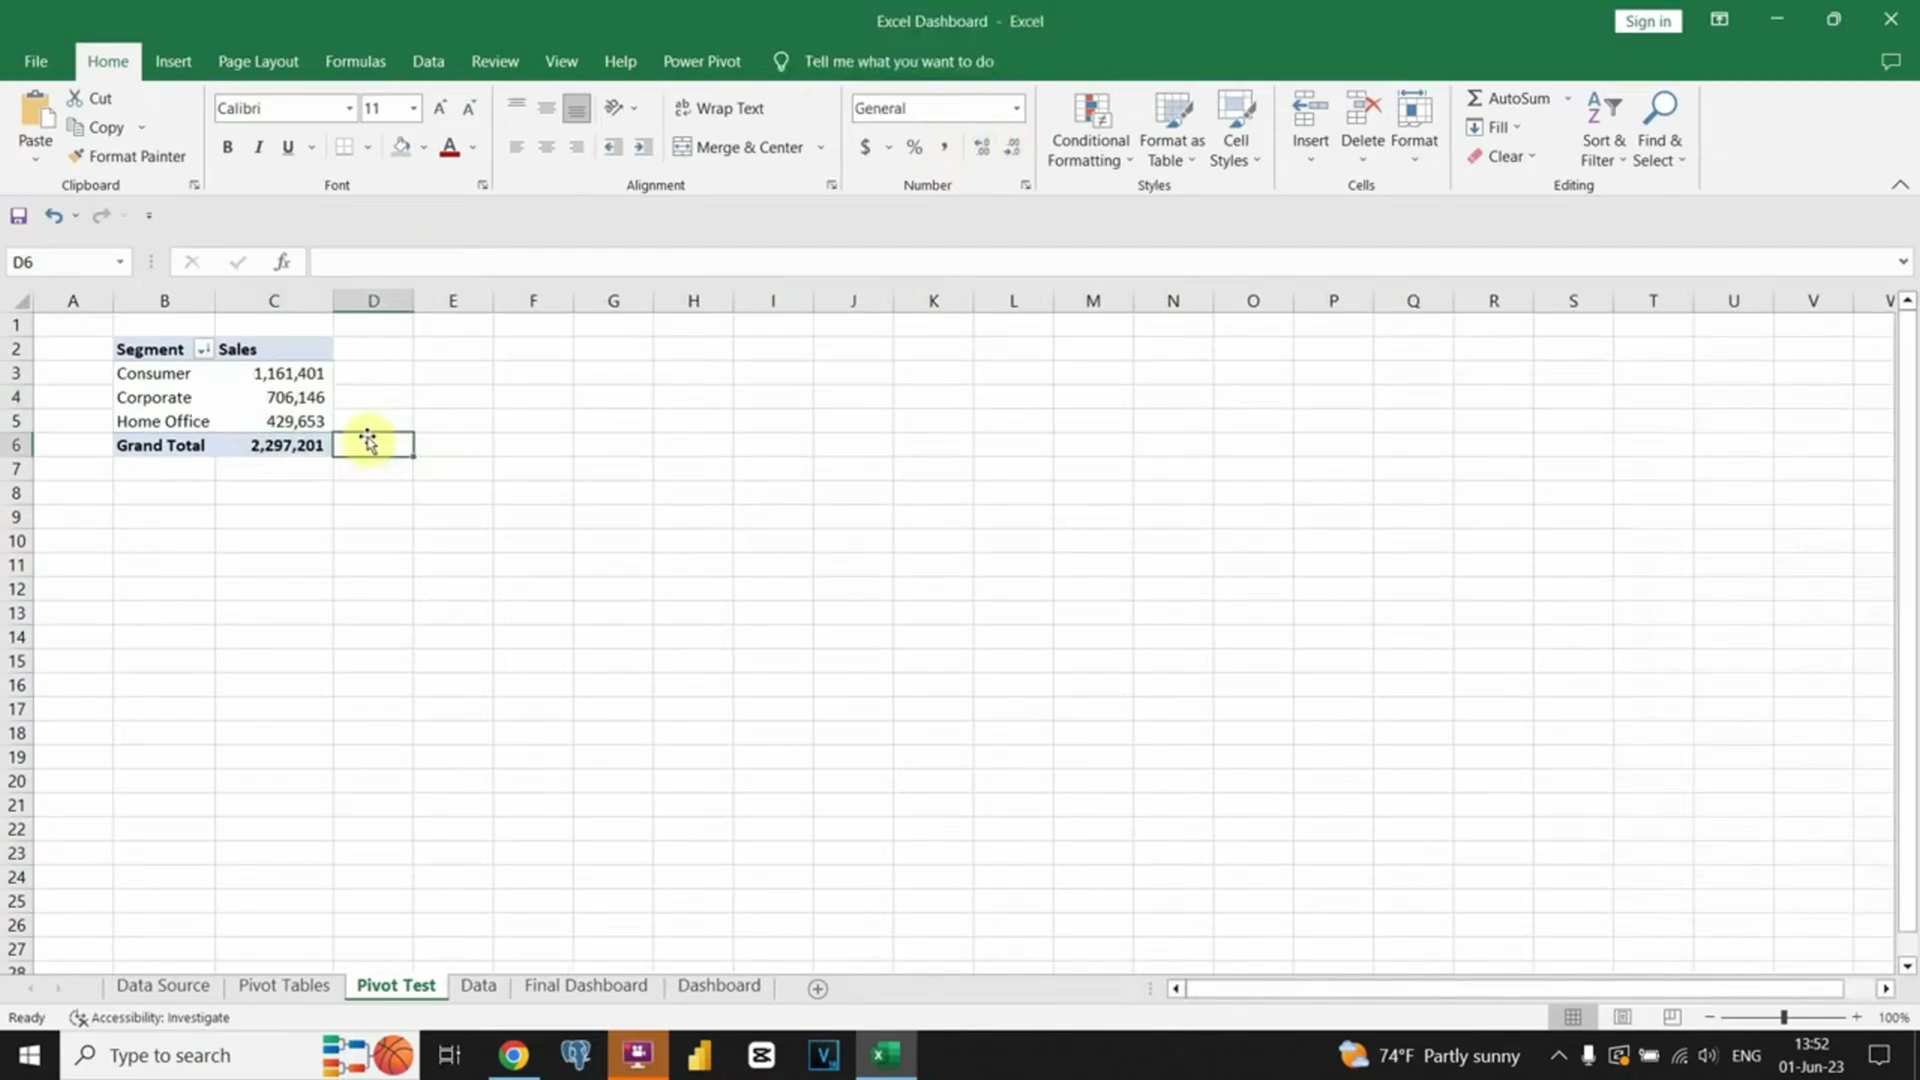 Excel Dashboard - Excel
Sign in
File Home Insert Page Layout Formulas Data Review View Help Power Pivot Tell me what you want to do
Paste
Cut
Copy
Format Painter
Clipboard
Calibri 11
B I U A
Font
Wrap Text
Merge & Center
Alignment
General
$ % ,
Number
Conditional Formatting
Format as Table
Cell Styles
Styles
Insert Delete Format
Cells
AutoSum
Fill
Clear
Sort & Filter
Find & Select
Editing
D6
fx
A B C D E F G H I J K L M N O P Q R S T U V W
1
2 Segment Sales
3 Consumer 1,161,401
4 Corporate 706,146
5 Home Office 429,653
6 Grand Total 2,297,201
7
8
9
10
11
12
13
14
15
16
17
18
19
20
21
22
23
24
25
26
27
28
Data Source Pivot Tables Pivot Test Data Final Dashboard Dashboard
Ready Accessibility: Investigate 100%
Type to search 74°F Partly sunny ENG 13:52
01-Jun-23